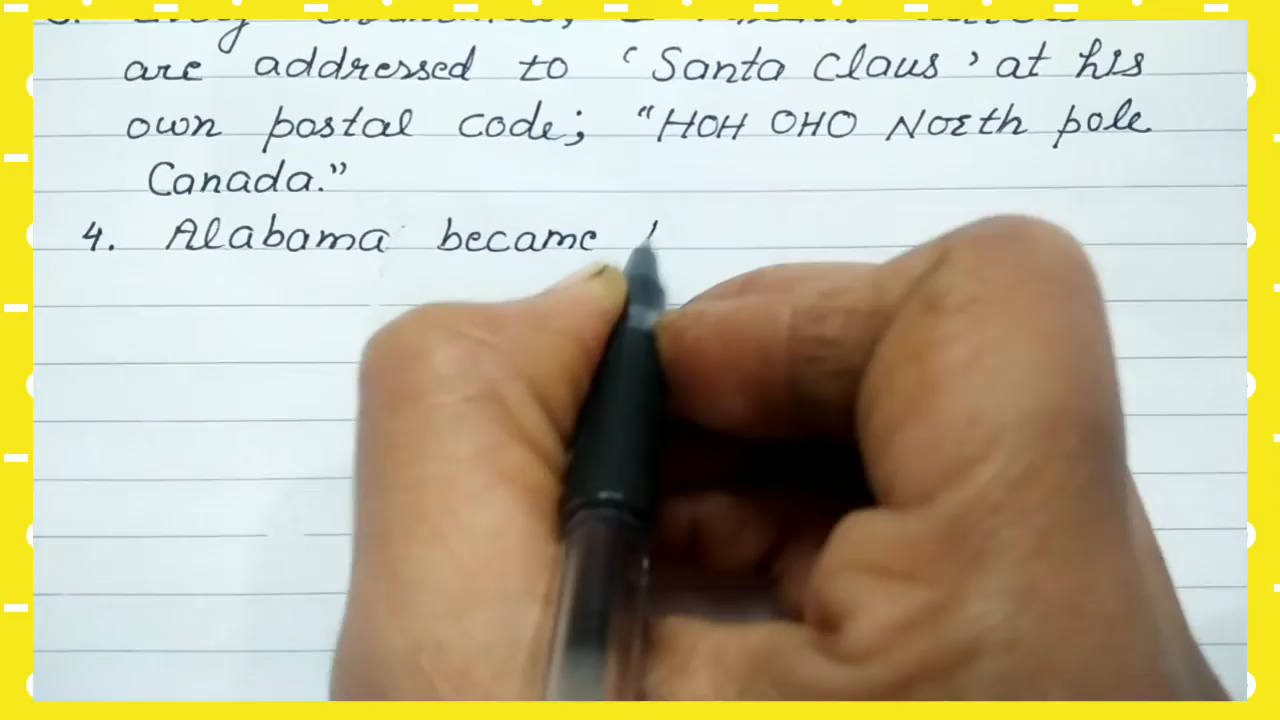 are addressed to ‘Santa Claus’ at his
own postal code; “HOH OHO North pole
Canada.”
4. Alabama became